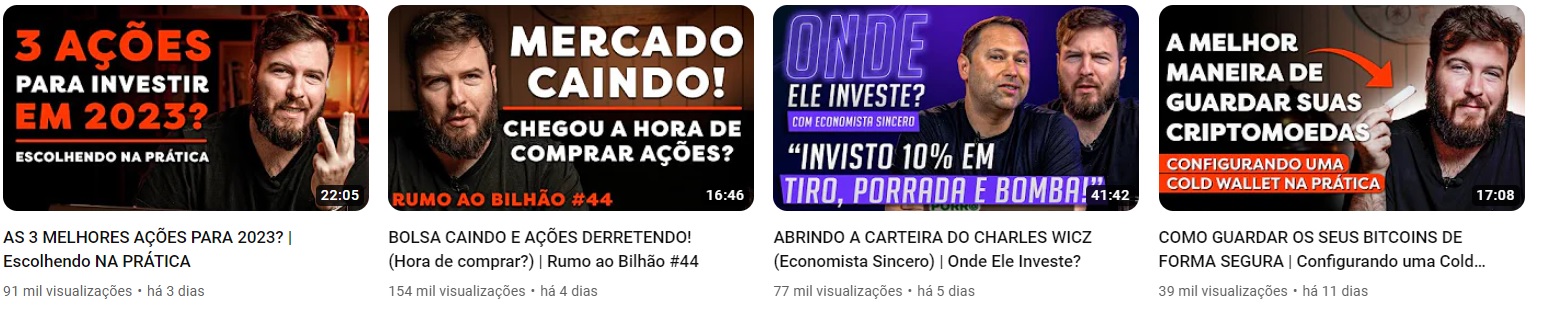 3 AÇÕES
PARA INVESTIR
EM 2023?
ESCOLHENDO NA PRÁTICA
22:05
AS 3 MELHORES AÇÕES PARA 2023? |
Escolhendo NA PRÁTICA
91 mil visualizações • há 3 dias
MERCADO
CAINDO!
CHEGOU A HORA DE
COMPRAR AÇÕES?
RUMO AO BILHÃO #44
16:46
BOLSA CAINDO E AÇÕES DERRETENDO!
(Hora de comprar?) | Rumo ao Bilhão #44
154 mil visualizações • há 4 dias
ONDE
ELE INVESTE?
COM ECONOMISTA SINCERO
“INVISTO 10% EM
TIRO, PORRADA E BOMBA!”
41:42
ABRINDO A CARTEIRA DO CHARLES WICZ
(Economista Sincero) | Onde Ele Investe?
77 mil visualizações • há 5 dias
A MELHOR
MANEIRA DE
GUARDAR SUAS
CRIPTOMOEDAS
CONFIGURANDO UMA
COLD WALLET NA PRÁTICA
17:08
COMO GUARDAR OS SEUS BITCOINS DE
FORMA SEGURA | Configurando uma Cold...
39 mil visualizações • há 11 dias